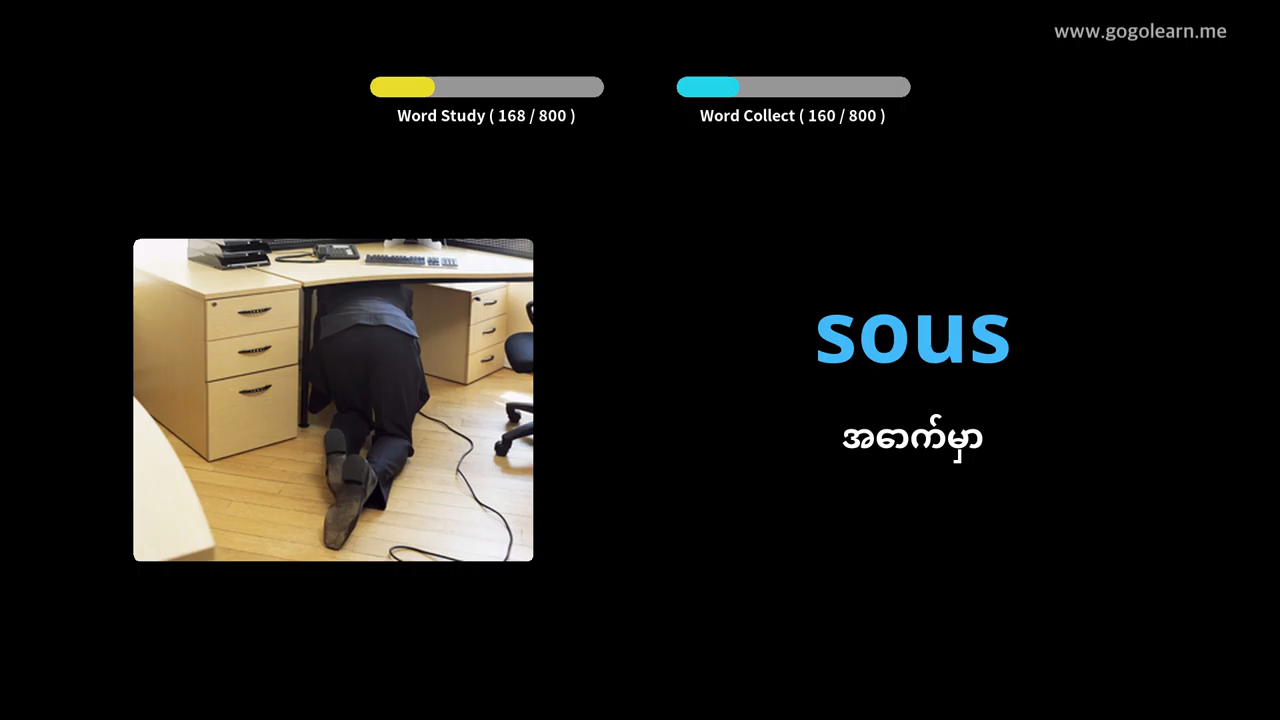 www.gogolearn.me
Word Study ( 168 / 800 )
Word Collect ( 160 / 800 )
sous
အောက်မှာ